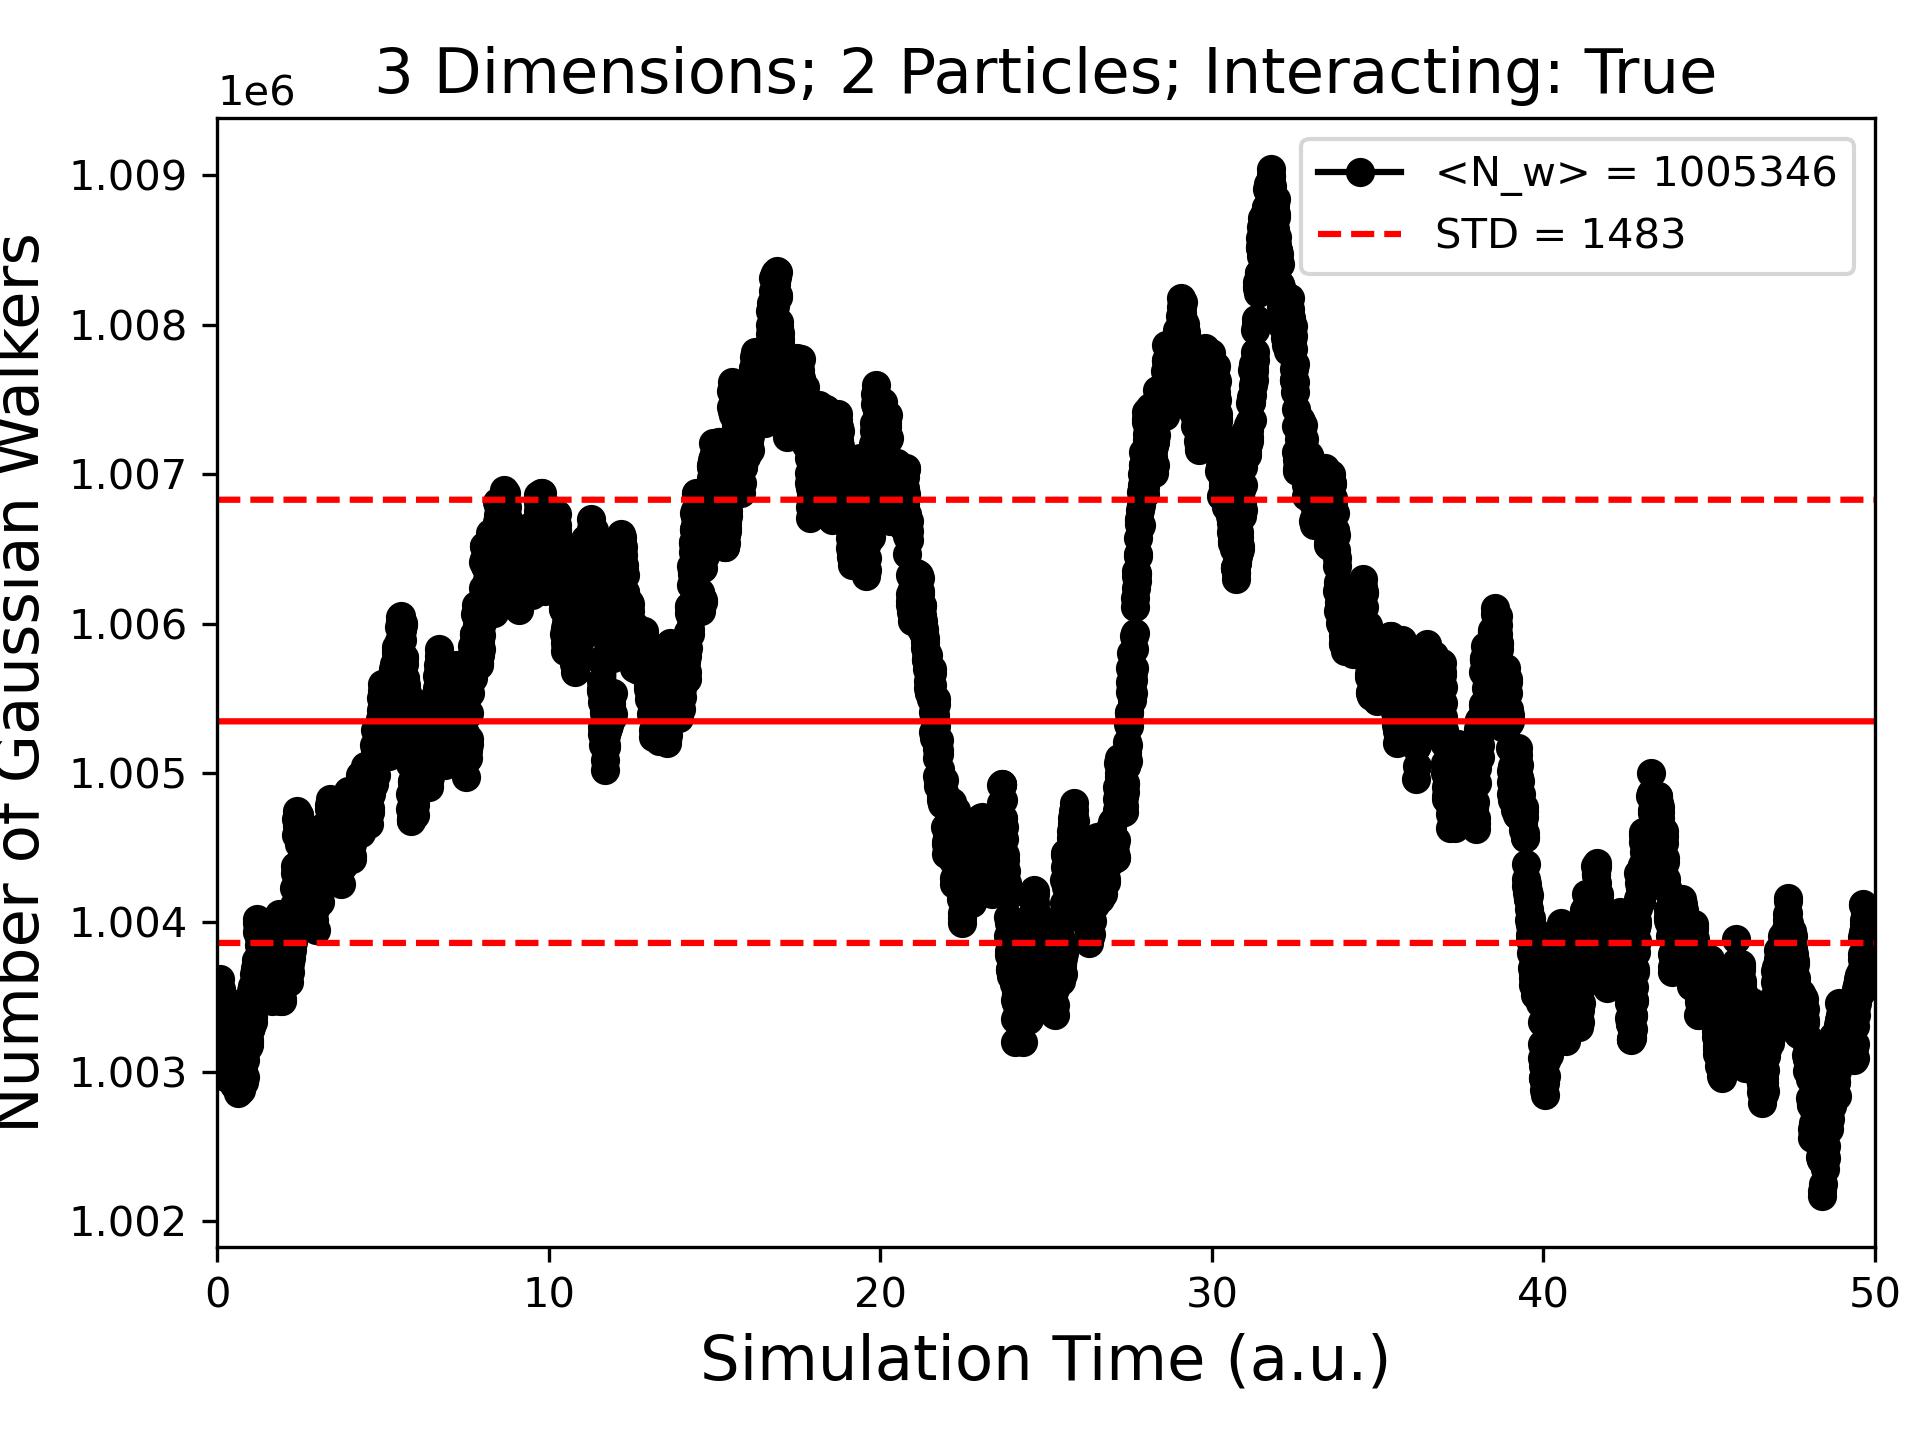 3 Dimensions; 2 Particles; Interacting: True
1e6
<N_w> = 1005346
STD = 1483
Number of Gaussian Walkers
1.009
1.008
1.007
1.006
1.005
1.004
1.003
1.002
0 10 20 30 40 50
Simulation Time (a.u.)